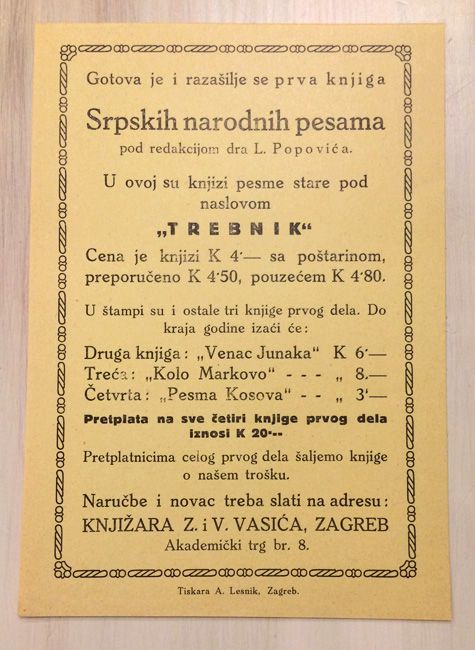 Gotova je i razašilje se prva knjiga
Srpskih narodnih pesama
pod redakcijom dra L. Popovića.
U ovoj su knjizi pesme stare pod
naslovom
„TREBNIK“
Cena je knjizi K 4·— sa poštarinom,
preporučeno K 4·50, pouzećem K 4·80.
U štampi su i ostale tri knjige prvog dela. Do
kraja godine izaći će:
Druga knjiga: „Venac Junaka“ K 6·—
Treća: „Kolo Markovo“ - - - „ 8·—
Četvrta: „Pesma Kosova“ - - „ 3·—
Pretplata na sve četiri knjige prvog dela
iznosi K 20·--
Pretplatnicima celog prvog dela šaljemo knjige
o našem trošku.
Naručbe i novac treba slati na adresu:
KNJIŽARA Z. i V. VASIĆA, ZAGREB
Akademički trg br. 8.
Tiskara A. Lesnik, Zagreb.